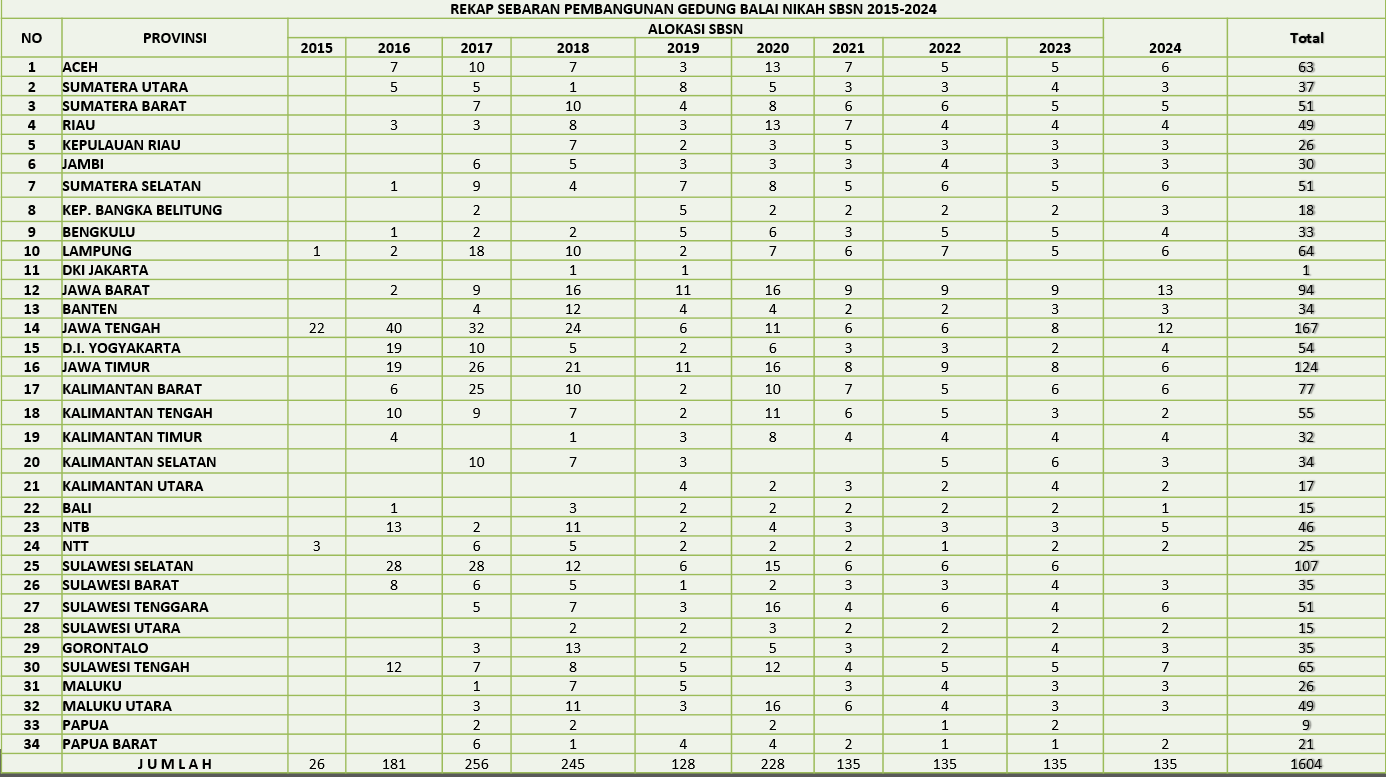 REKAP SEBARAN PEMBANGUNAN GEDUNG BALAI NIKAH SBSN 2015-2024
NO PROVINSI ALOKASI SBSN 2024 Total
2015 2016 2017 2018 2019 2020 2021 2022 2023
1 ACEH 7 10 7 3 13 7 5 5 6 63
2 SUMATERA UTARA 5 5 1 8 5 3 3 4 3 37
3 SUMATERA BARAT 7 10 4 8 6 6 5 5 51
4 RIAU 3 3 8 3 13 7 4 4 4 49
5 KEPULAUAN RIAU 7 2 3 5 3 3 3 26
6 JAMBI 6 5 3 3 3 4 3 3 30
7 SUMATERA SELATAN 1 9 4 7 8 5 6 5 6 51
8 KEP. BANGKA BELITUNG 2 5 2 2 2 2 3 18
9 BENGKULU 1 2 2 5 6 3 5 5 4 33
10 LAMPUNG 1 2 18 10 2 7 6 7 5 6 64
11 DKI JAKARTA 1 1 1
12 JAWA BARAT 2 9 16 11 16 9 9 9 13 94
13 BANTEN 4 12 4 4 2 2 3 3 34
14 JAWA TENGAH 22 40 32 24 6 11 6 6 8 12 167
15 D.I. YOGYAKARTA 19 10 5 2 6 3 3 2 4 54
16 JAWA TIMUR 19 26 21 11 16 8 9 8 6 124
17 KALIMANTAN BARAT 6 25 10 2 10 7 5 6 6 77
18 KALIMANTAN TENGAH 10 9 7 2 11 6 5 3 2 55
19 KALIMANTAN TIMUR 4 1 3 8 4 4 4 4 32
20 KALIMANTAN SELATAN 10 7 3 5 6 3 34
21 KALIMANTAN UTARA 4 2 3 2 4 2 17
22 BALI 1 3 2 2 2 2 2 1 15
23 NTB 13 2 11 2 4 3 3 3 5 46
24 NTT 3 6 5 2 2 2 1 2 2 25
25 SULAWESI SELATAN 28 28 12 6 15 6 6 6 107
26 SULAWESI BARAT 8 6 5 1 2 3 3 4 3 35
27 SULAWESI TENGGARA 5 7 3 16 4 6 4 6 51
28 SULAWESI UTARA 2 2 3 2 2 2 2 15
29 GORONTALO 3 13 2 5 3 2 4 3 35
30 SULAWESI TENGAH 12 7 8 5 12 4 5 5 7 65
31 MALUKU 1 7 5 3 4 3 3 26
32 MALUKU UTARA 3 11 3 16 6 4 3 3 49
33 PAPUA 2 2 2 1 2 9
34 PAPUA BARAT 6 1 4 4 2 1 1 2 21
J U M L A H 26 181 256 245 128 228 135 135 135 135 1604